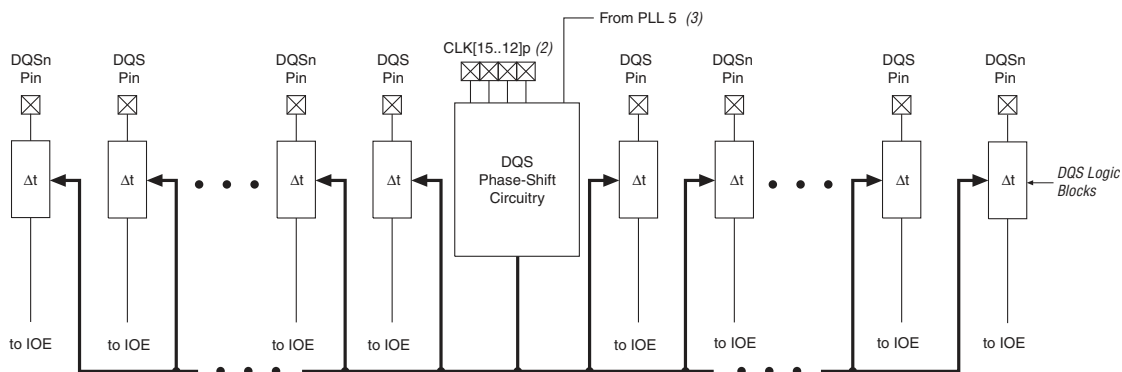 From PLL 5 (3)
CLK[15..12]p (2)
DQSn
Pin
DQS
Pin
DQSn
Pin
DQS
Pin
DQS
Pin
DQSn
Pin
DQS
Pin
DQSn
Pin
Δt
Δt
Δt
Δt
DQS
Phase-Shift
Circuitry
Δt
Δt
Δt
Δt
DQS Logic
Blocks
to IOE
to IOE
to IOE
to IOE
to IOE
to IOE
to IOE
to IOE